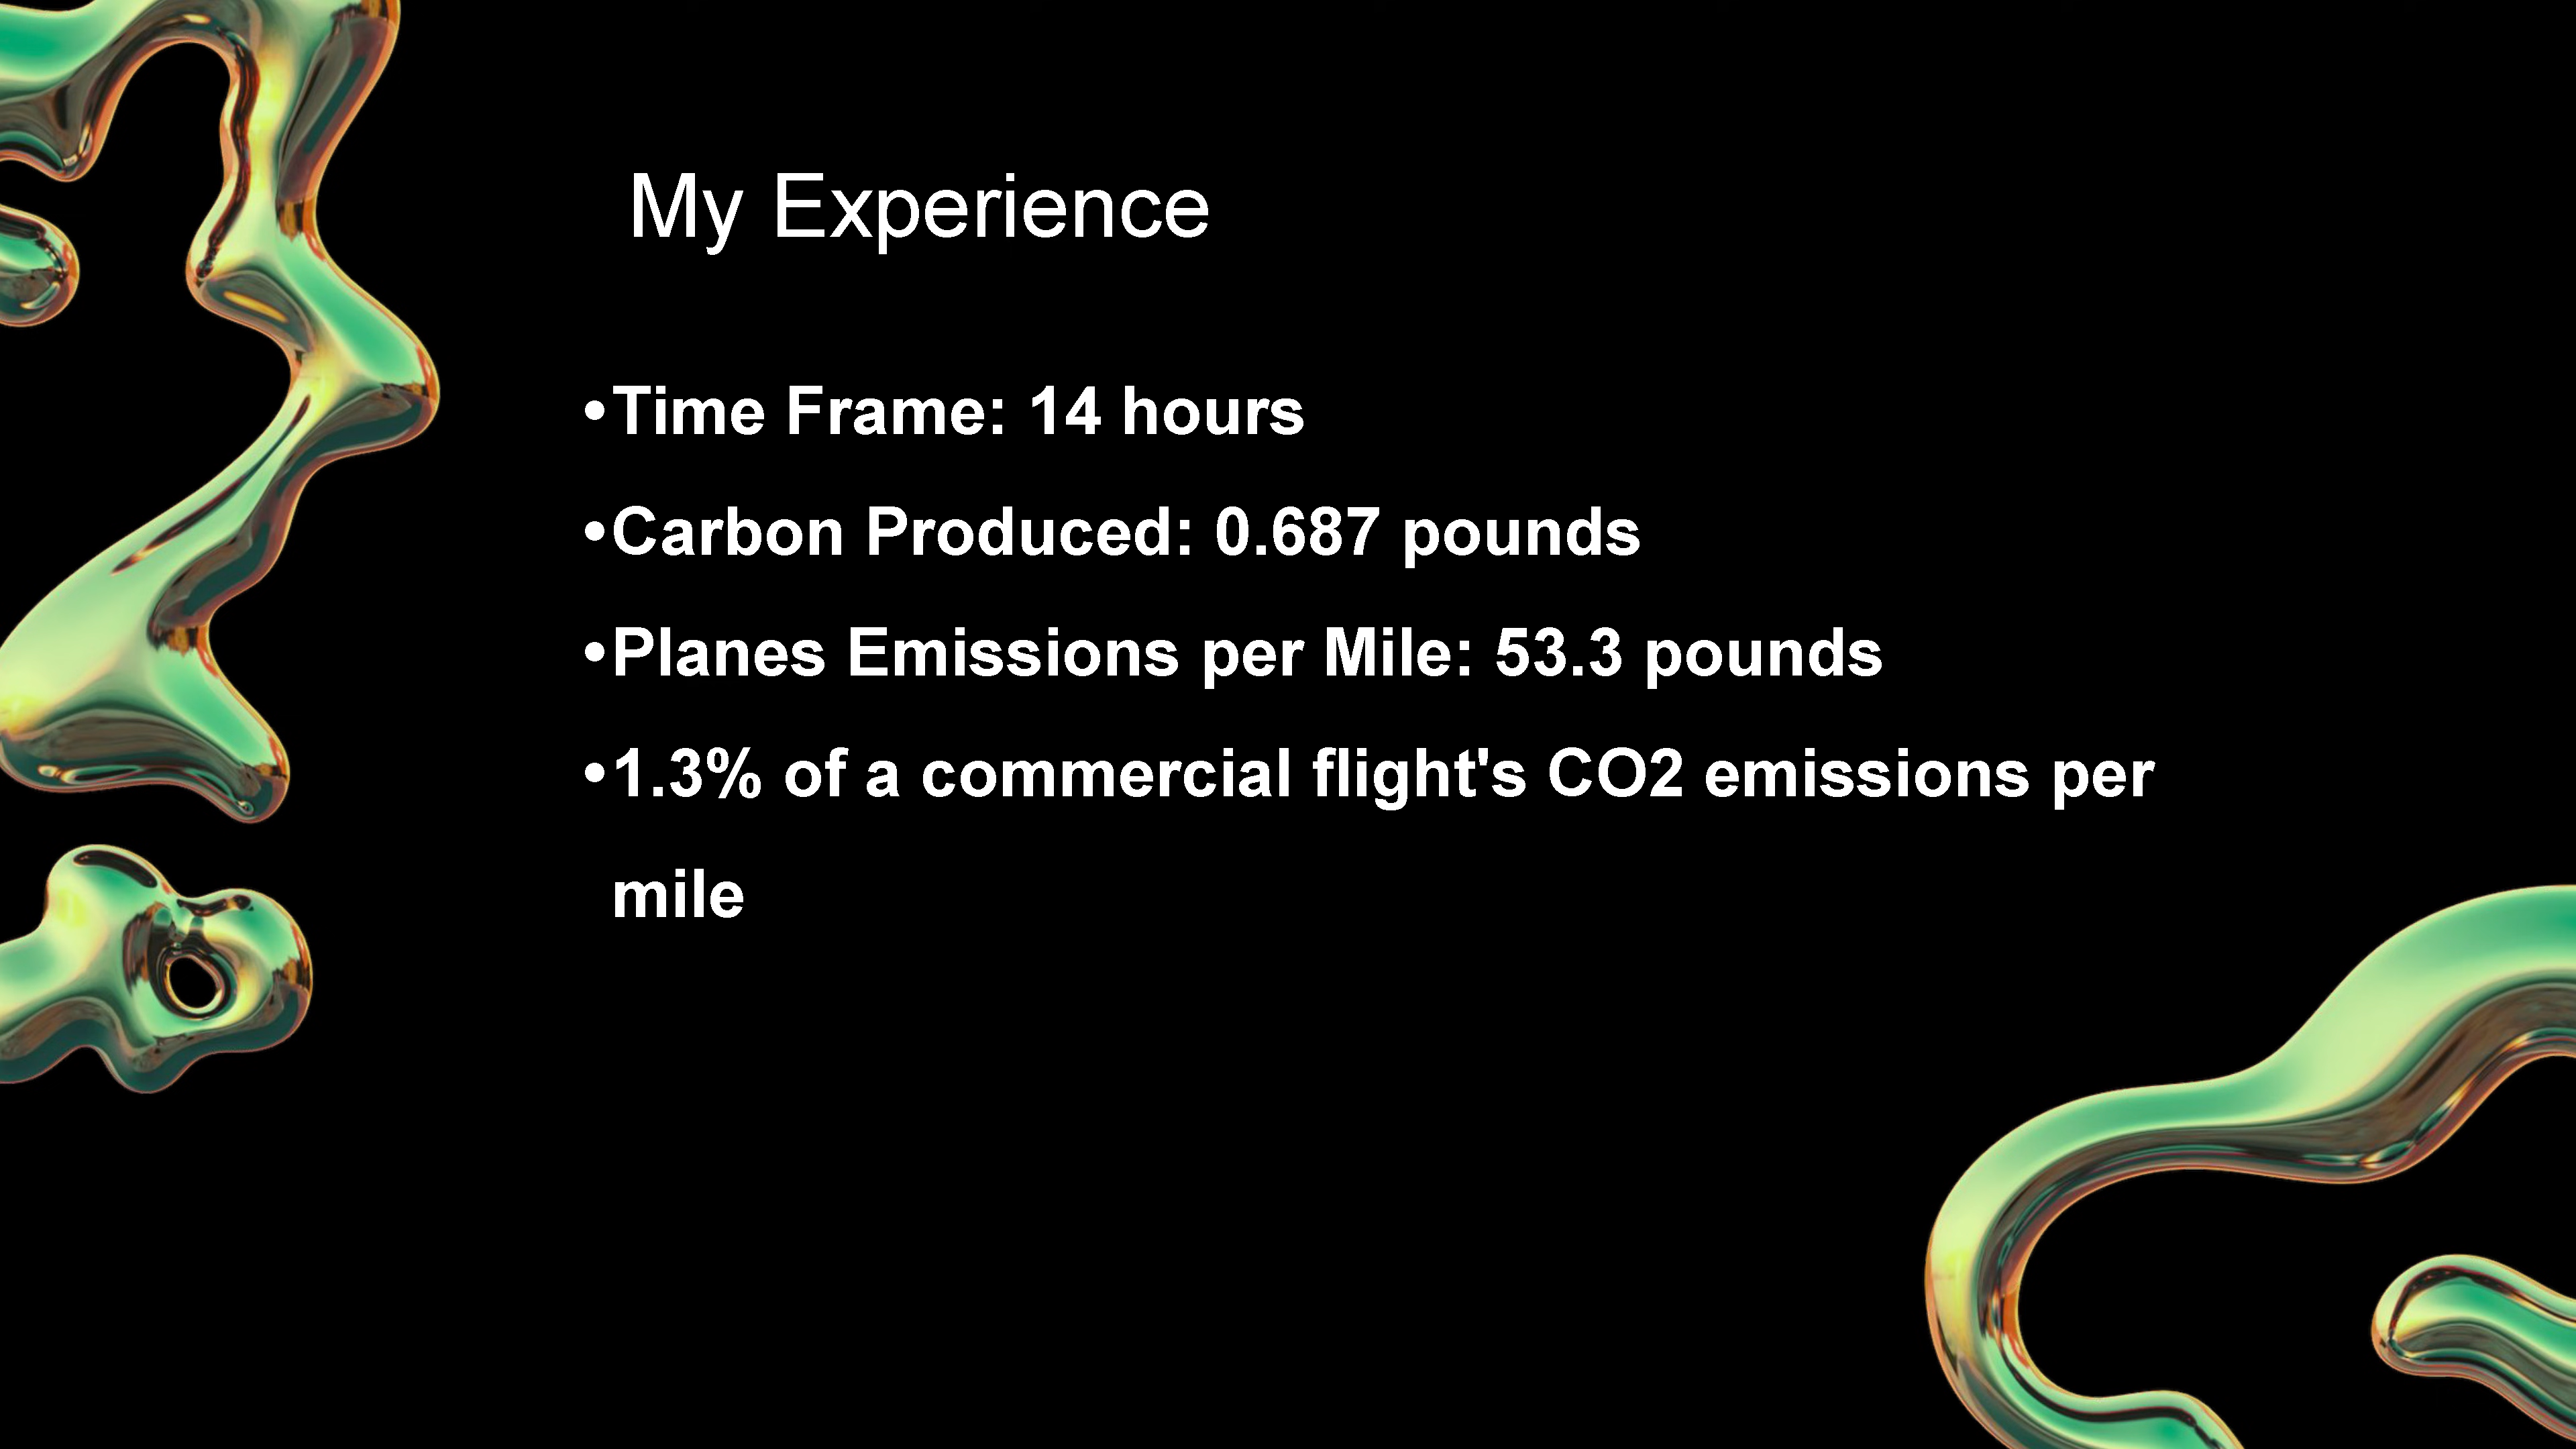 My Experience
•Time Frame: 14 hours
•Carbon Produced: 0.687 pounds
•Planes Emissions per Mile: 53.3 pounds
•1.3% of a commercial flight's CO2 emissions per
mile